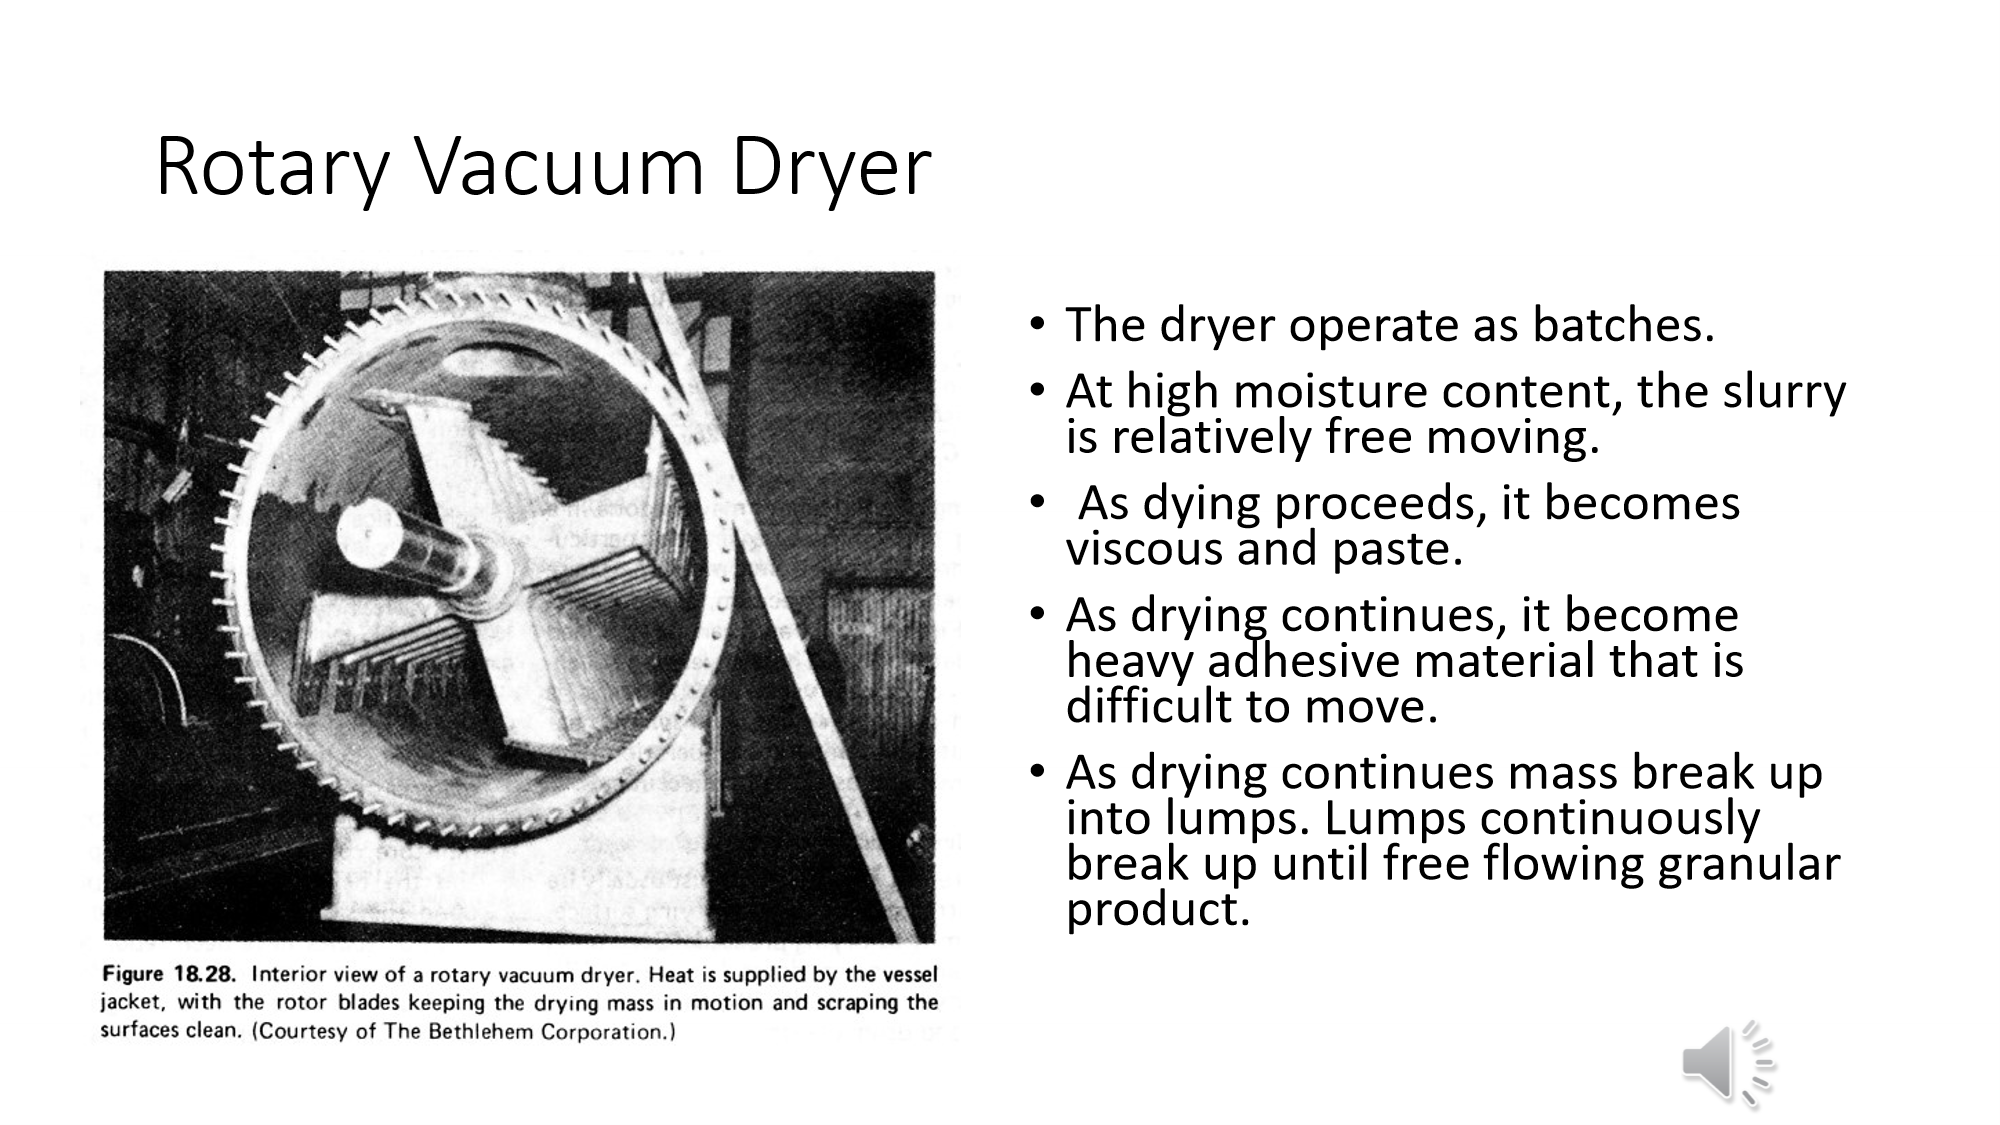 Rotary Vacuum Dryer
• The dryer operate as batches.
• At high moisture content, the slurry
is relatively free moving.
• As dying proceeds, it becomes
viscous and paste.
• As drying continues, it become
heavy adhesive material that is
difficult to move.
• As drying continues mass break up
into lumps. Lumps continuously
break up until free flowing granular
product.
Figure 18.28. Interior view of a rotary vacuum dryer. Heat is supplied by the vessel
jacket, with the rotor blades keeping the drying mass in motion and scraping the
surfaces clean. (Courtesy of The Bethlehem Corporation.)